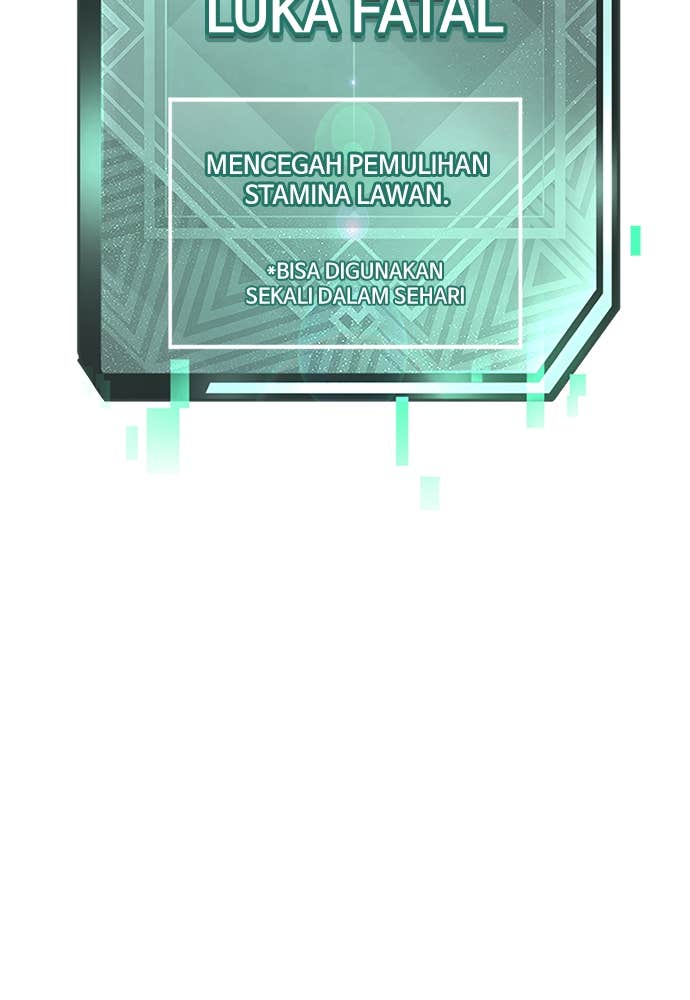 LUKA FATAL
MENCEGAH PEMULIHAN
STAMINA LAWAN.
*BISA DIGUNAKAN
SEKALI DALAM SEHARI